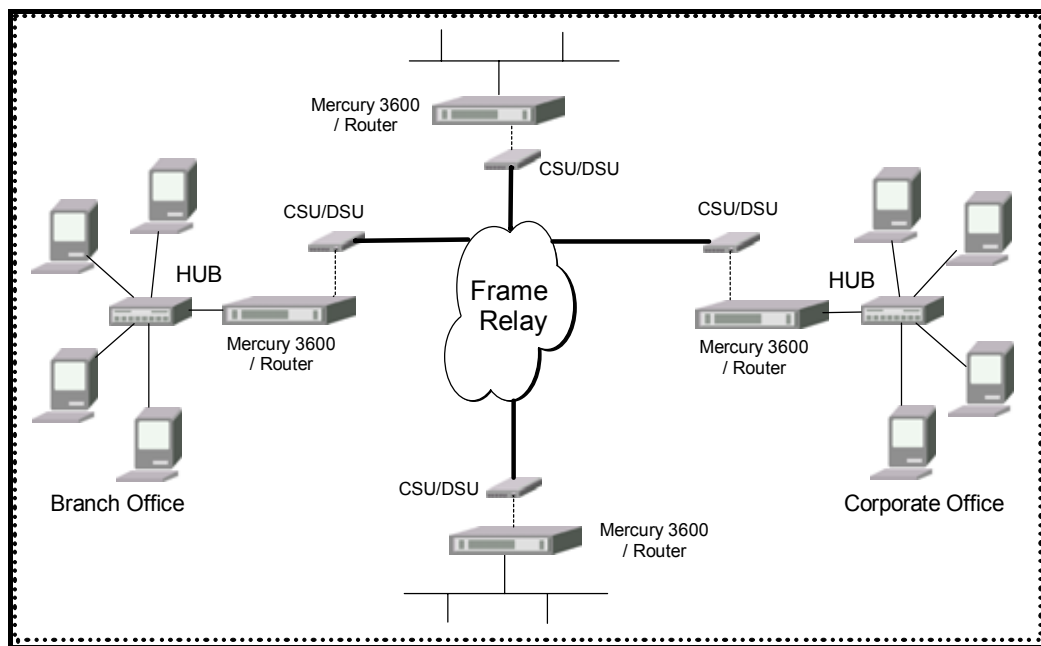 Mercury 3600
/ Router
CSU/DSU
CSU/DSU
CSU/DSU
HUB
Frame
Relay
HUB
Mercury 3600
/ Router
Mercury 3600
/ Router
Branch Office
CSU/DSU
Corporate Office
Mercury 3600
/ Router